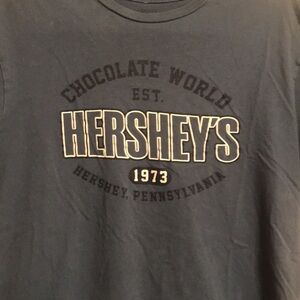 CHOCOLATE WORLD
EST.
HERSHEY'S
1973
HERSHEY, PENNSYLVANIA